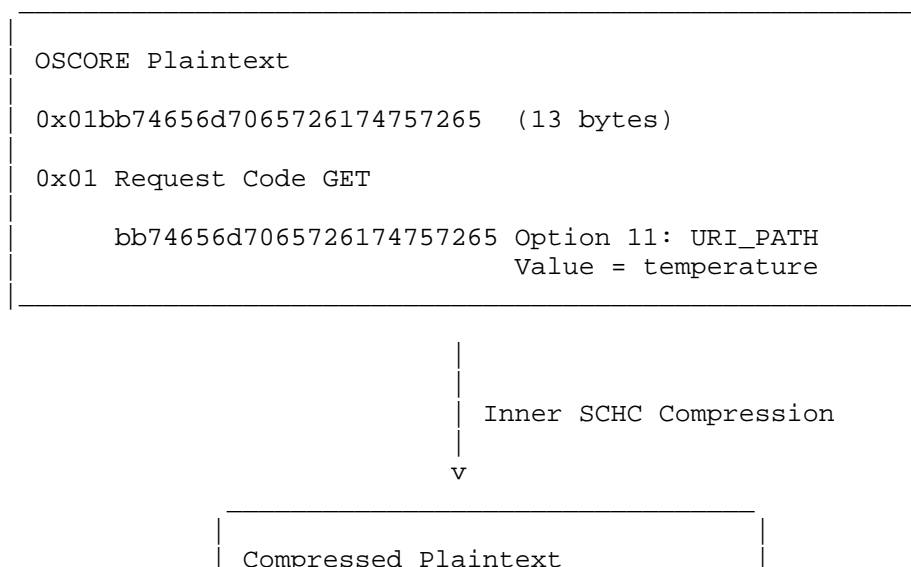 OSCORE Plaintext
0x01bb74656d7065726174757265  (13 bytes)
0x01 Request Code GET
bb74656d7065726174757265 Option 11: URI_PATH
Value = temperature
Inner SCHC Compression
v
Compressed Plaintext